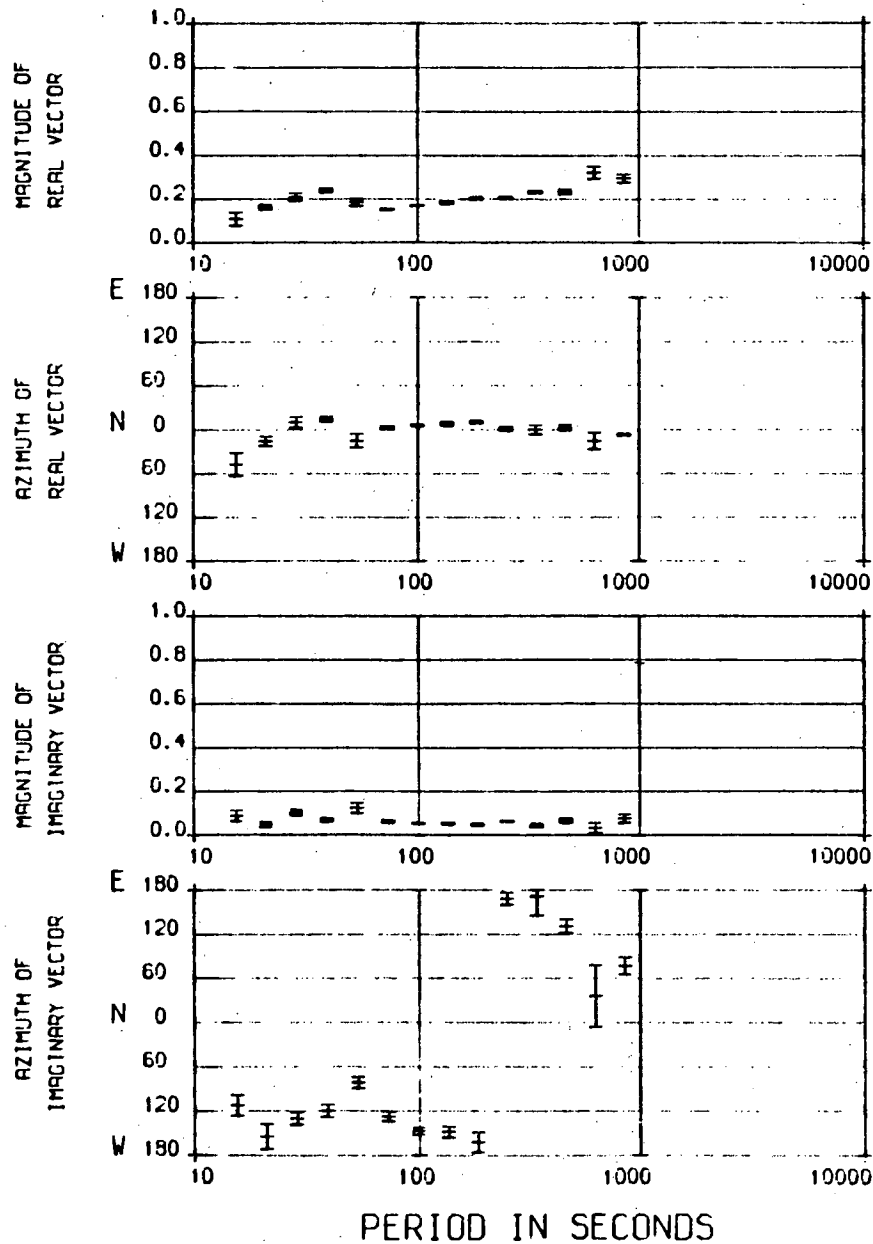 MAGNITUDE OF
REAL VECTOR
1.0
0.8
0.6
0.4
0.2
0.0
10 100 1000 10000
AZIMUTH OF
REAL VECTOR
E 180
120
60
N 0
60
120
W 180
10 100 1000 10000
MAGNITUDE OF
IMAGINARY VECTOR
1.0
0.8
0.6
0.4
0.2
0.0
10 100 1000 10000
AZIMUTH OF
IMAGINARY VECTOR
E 180
120
60
N 0
60
120
W 180
10 100 1000 10000
PERIOD IN SECONDS